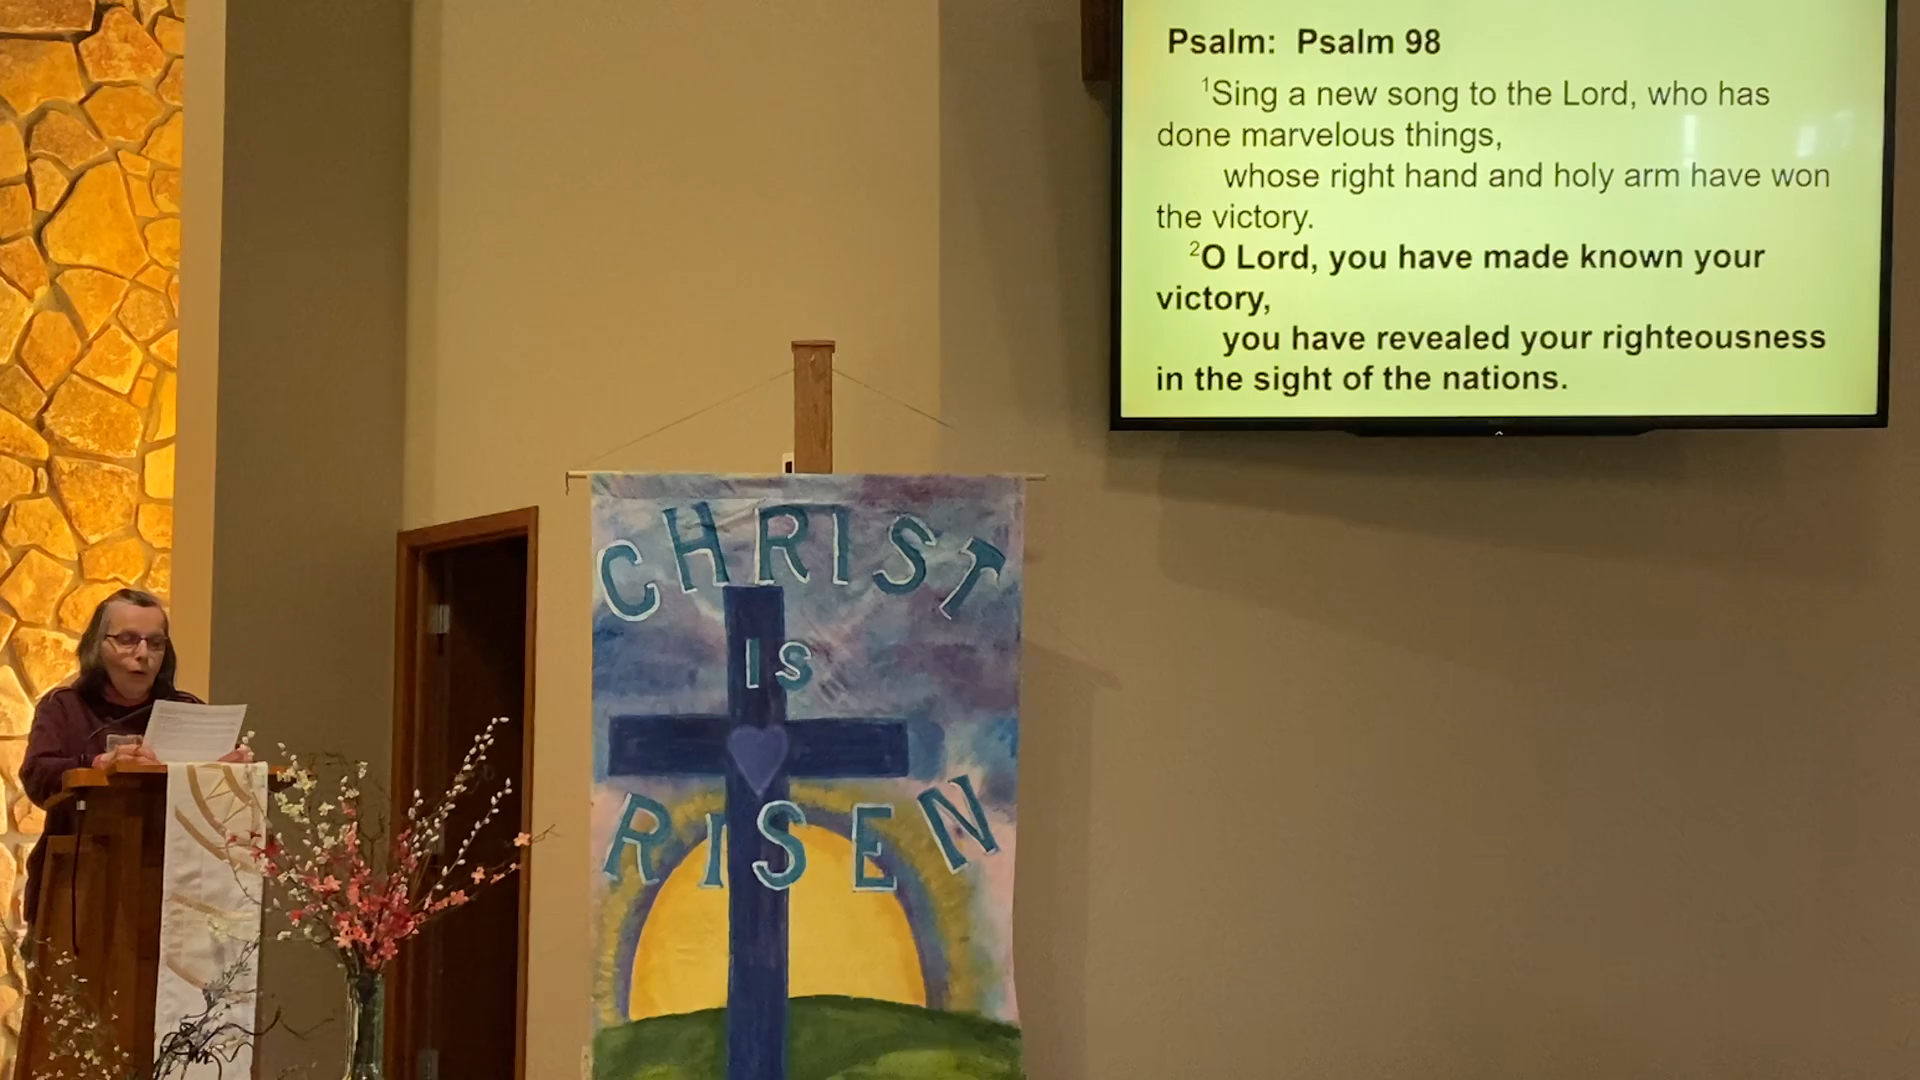 Psalm: Psalm 98
¹Sing a new song to the Lord, who has
done marvelous things,
whose right hand and holy arm have won
the victory.
²O Lord, you have made known your
victory,
you have revealed your righteousness
in the sight of the nations.
CHRIST
IS
RISEN